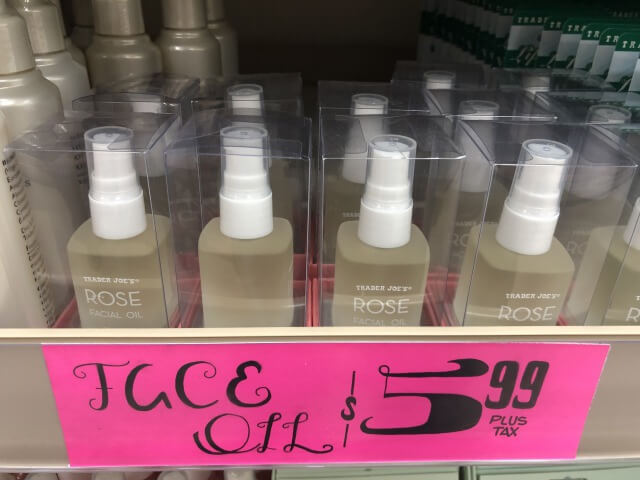 TRADER JOE'S®
ROSE
FACIAL OIL
TRADER JOE'S®
ROSE
FACIAL OIL
TRADER JOE'S®
ROSE
FACE OIL
$5.99
PLUS TAX